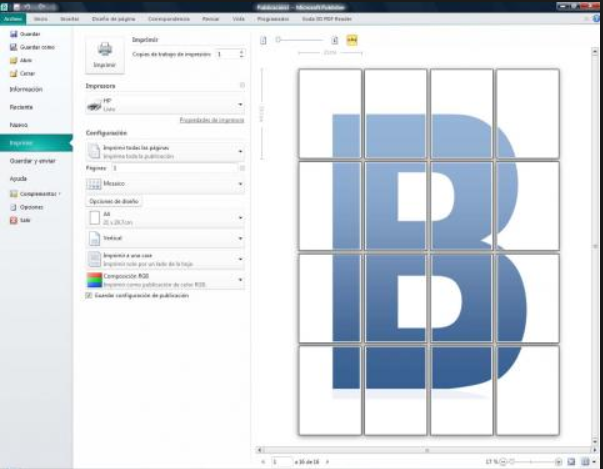 Publicación1 - Microsoft Publisher
Archivo Inicio Insertar Diseño de página Correspondencia Revisar Vista Programador Soda 3D PDF Reader
Guardar
Guardar como
Abrir
Cerrar
Información
Reciente
Nuevo
Imprimir
Guardar y enviar
Ayuda
Complementos
Opciones
Salir
Imprimir
Imprimir
Copias de trabajo de impresión: 1
Impresora
HP
Listo
Propiedades de impresora
Configuración
Imprimir todas las páginas
Imprime toda la publicación
Páginas: 1
Mosaico
Opciones de diseño
A4
21 x 29,7 cm
Vertical
Imprimir a una cara
Imprimir solo por un lado de la hoja
Composición RGB
Imprimir como publicación de color RGB
Guardar configuración de publicación
B
1 a 16 de 16
17 %